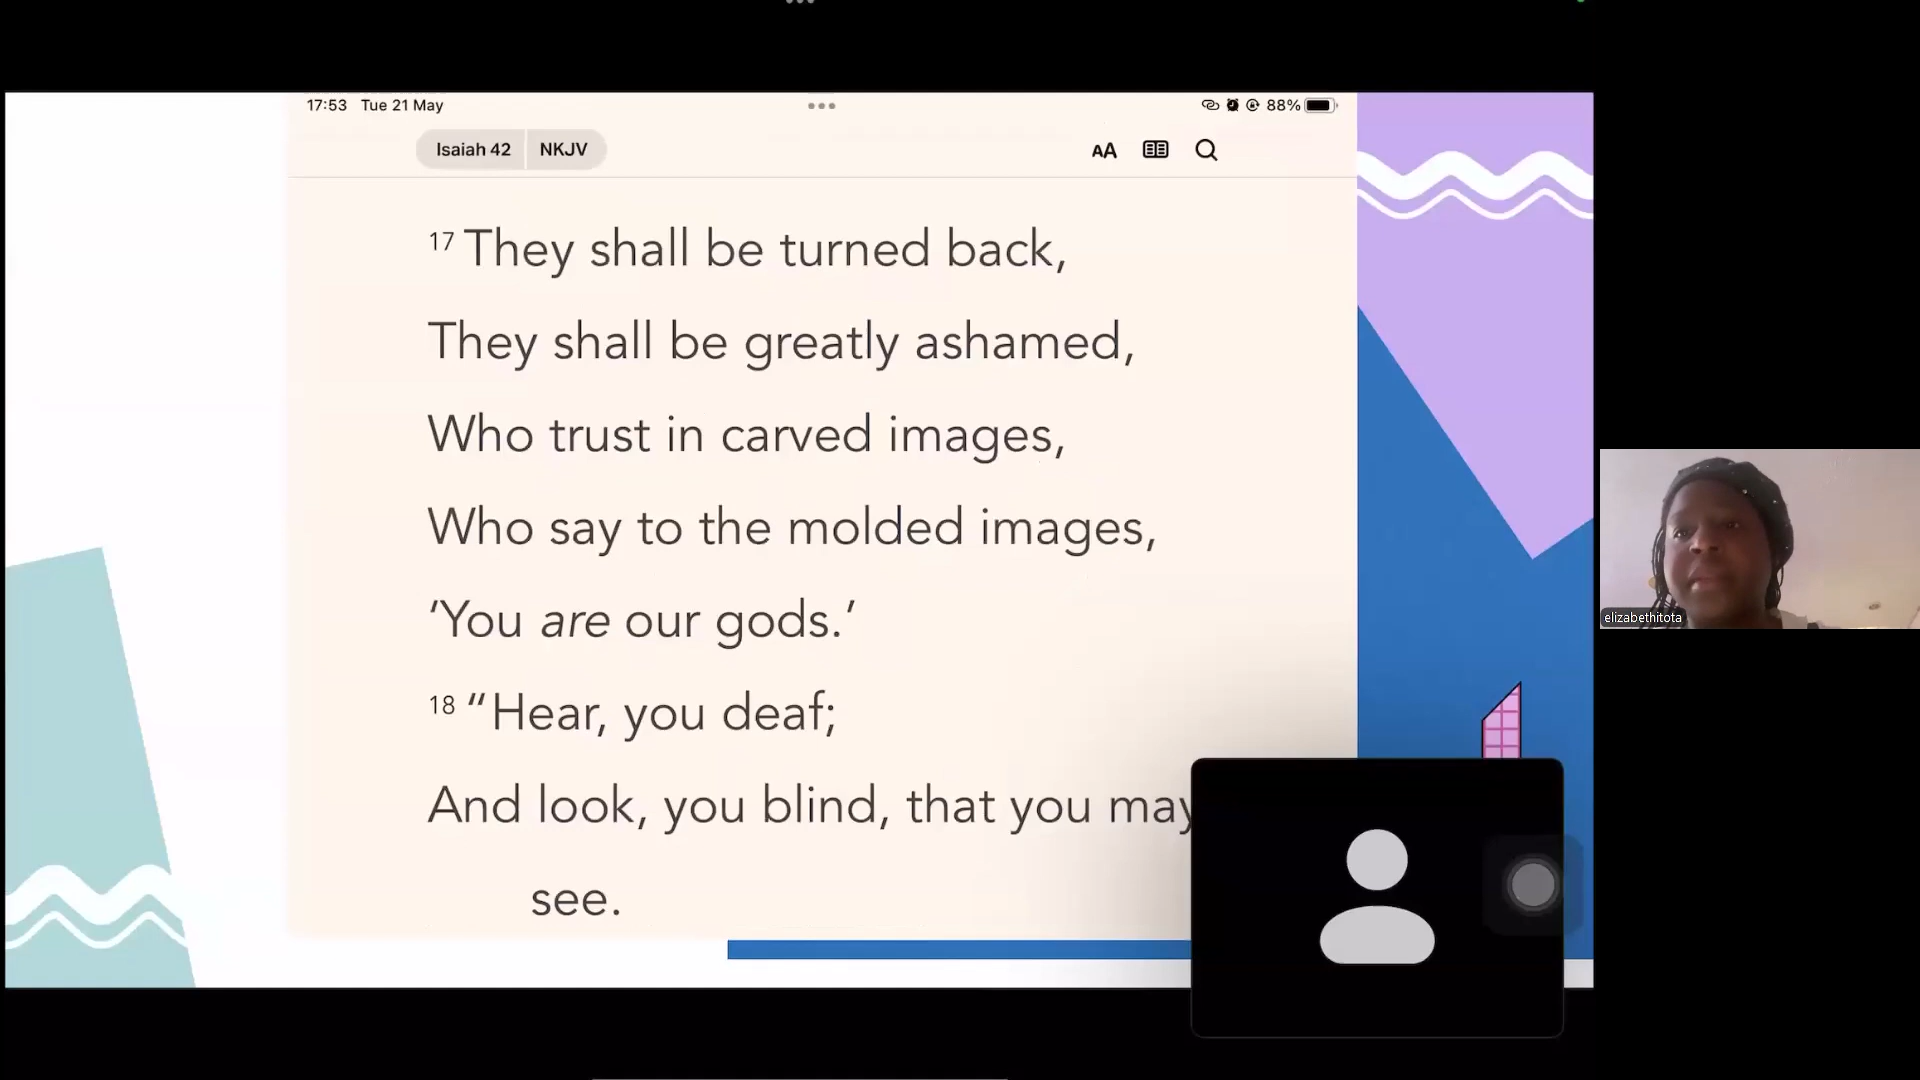 17:53 Tue 21 May
88%
Isaiah 42 NKJV
AA
17 They shall be turned back,
They shall be greatly ashamed,
Who trust in carved images,
Who say to the molded images,
‘You are our gods.’
18 “Hear, you deaf;
And look, you blind, that you may
see.
elizabethitota